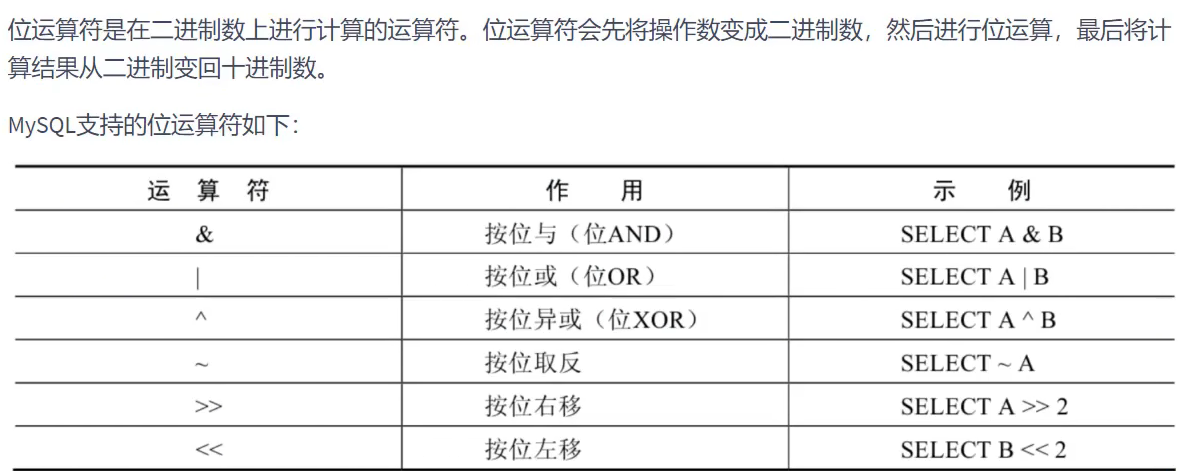 位运算符是在二进制数上进行计算的运算符。位运算符会先将操作数变成二进制数，然后进行位运算，最后将计
算结果从二进制变回十进制数。
MySQL支持的位运算符如下：
运 算 符 作 用 示 例
& 按位与（位AND） SELECT A & B
| 按位或（位OR） SELECT A | B
^ 按位异或（位XOR） SELECT A ^ B
~ 按位取反 SELECT ~ A
>> 按位右移 SELECT A >> 2
<< 按位左移 SELECT B << 2